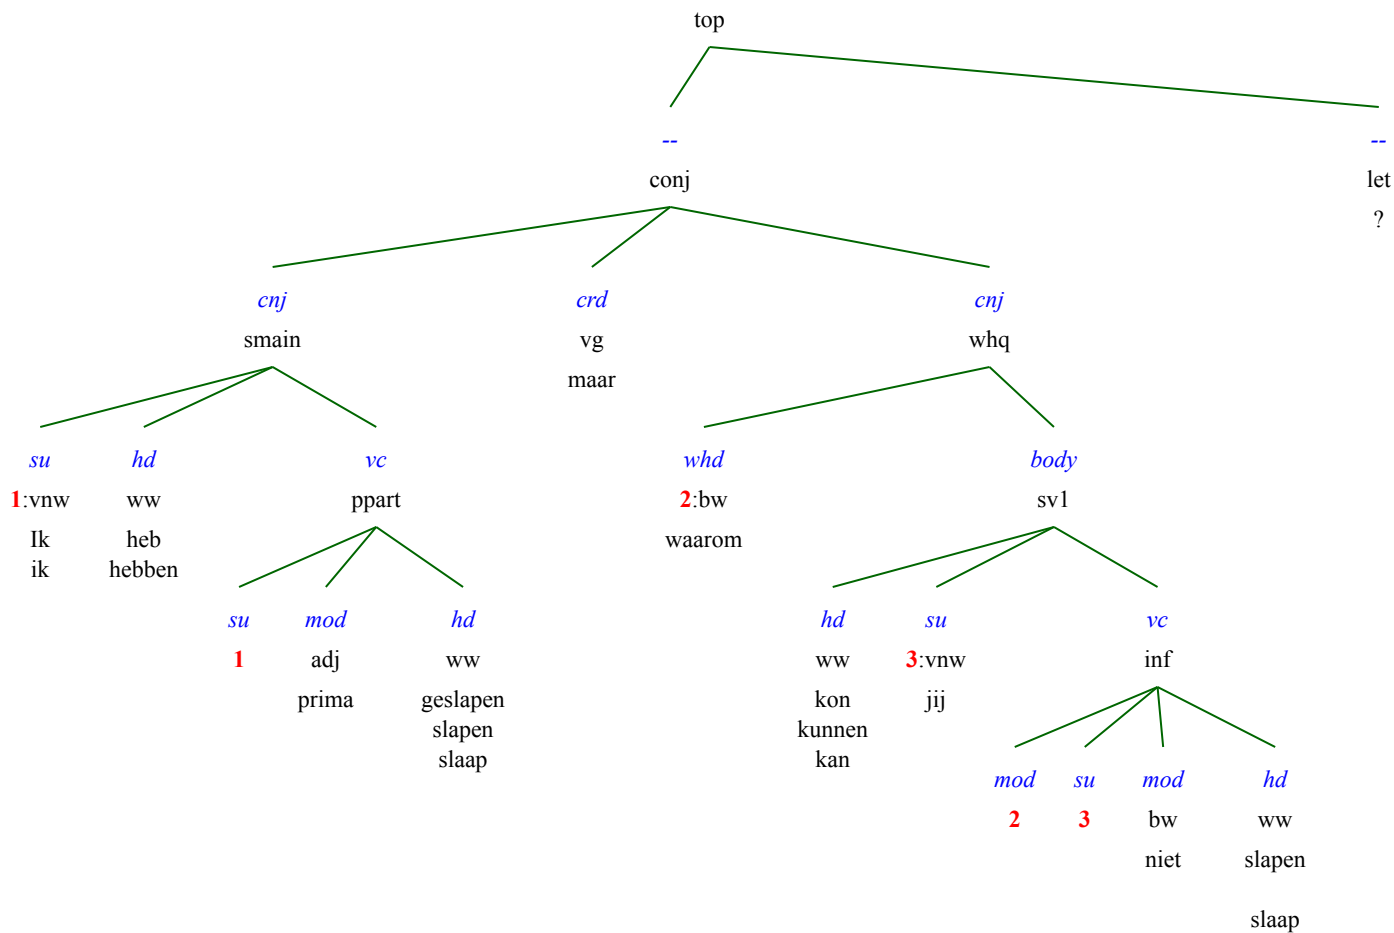 top
-- --
conj let
?
cnj crd cnj
smain vg whq
maar
su hd vc whd body
1:vnw ww ppart 2:bw sv1
Ik heb waarom
ik hebben
su mod hd hd su vc
1 adj ww ww 3:vnw inf
prima geslapen kon jij
slapen kunnen
slaap kan
mod su mod hd
2 3 bw ww
niet slapen
slaap